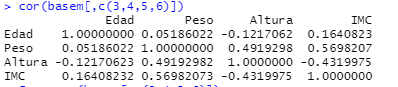 > cor(basem[,c(3,4,5,6)])
Edad Peso Altura IMC
Edad 1.00000000 0.05186022 -0.1217062 0.1640823
Peso 0.05186022 1.00000000 0.4919298 0.5698207
Altura -0.12170623 0.49192982 1.0000000 -0.4319975
IMC 0.16408232 0.56982073 -0.4319975 1.0000000